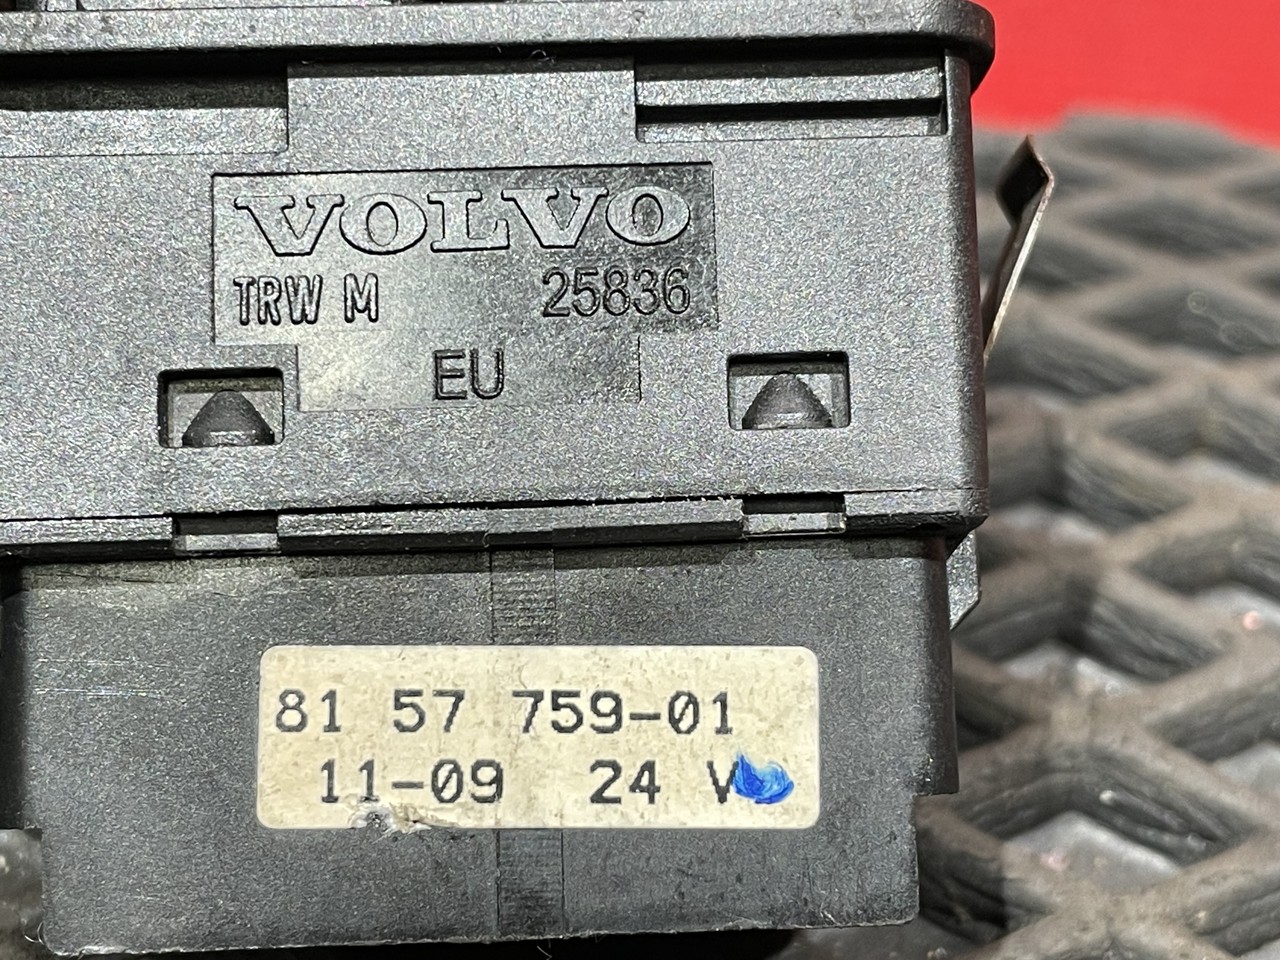 VOLVO
TRW M 25836
EU
81 57 759-01
11-09 24 V